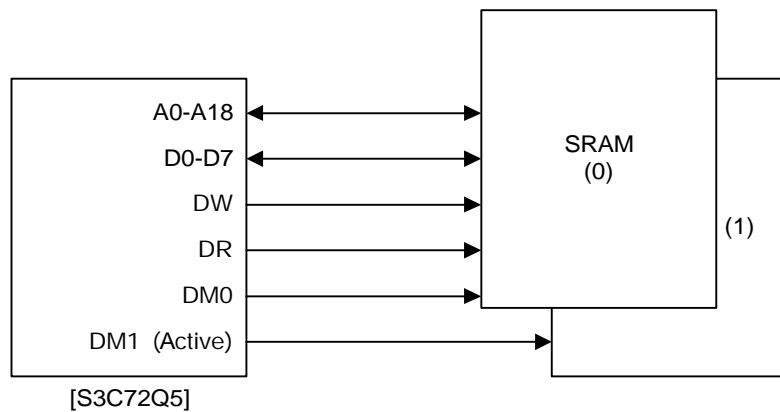 A0-A18
D0-D7
DW
DR
DM0
DM1 (Active)
[S3C72Q5]
SRAM
(0)
(1)